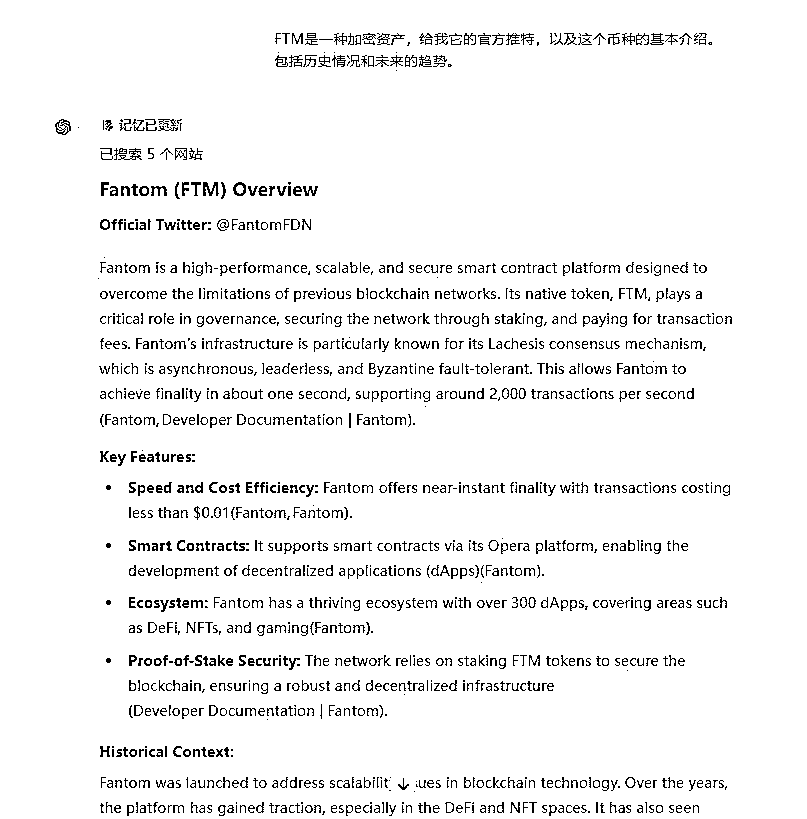 FTM是一种加密资产，给我它的官方推特，以及这个币种的基本介绍。
包括历史情况和未来的趋势。
记忆已更新
已搜索 5 个网站
Fantom (FTM) Overview
Official Twitter: @FantomFDN
Fantom is a high-performance, scalable, and secure smart contract platform designed to
overcome the limitations of previous blockchain networks. Its native token, FTM, plays a
critical role in governance, securing the network through staking, and paying for transaction
fees. Fantom's infrastructure is particularly known for its Lachesis consensus mechanism,
which is asynchronous, leaderless, and Byzantine fault-tolerant. This allows Fantom to
achieve finality in about one second, supporting around 2,000 transactions per second
(Fantom, Developer Documentation | Fantom).
Key Features:
• Speed and Cost Efficiency: Fantom offers near-instant finality with transactions costing
less than $0.01(Fantom, Fantom).
• Smart Contracts: It supports smart contracts via its Opera platform, enabling the
development of decentralized applications (dApps)(Fantom).
• Ecosystem: Fantom has a thriving ecosystem with over 300 dApps, covering areas such
as DeFi, NFTs, and gaming(Fantom).
• Proof-of-Stake Security: The network relies on staking FTM tokens to secure the
blockchain, ensuring a robust and decentralized infrastructure
(Developer Documentation | Fantom).
Historical Context:
Fantom was launched to address scalabilit ↓ ues in blockchain technology. Over the years,
the platform has gained traction, especially in the DeFi and NFT spaces. It has also seen